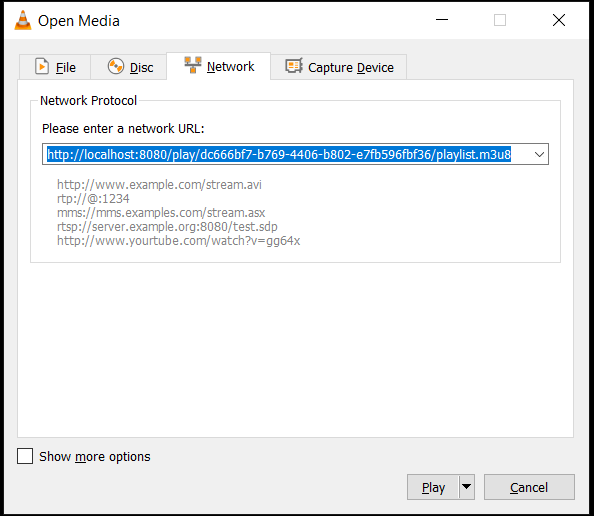 Open Media
File
Disc
Network
Capture Device
Network Protocol
Please enter a network URL:
http://localhost:8080/play/dc666bf7-b769-4406-b802-e7fb596fbf36/playlist.m3u8
http://www.example.com/stream.avi
rtp://@:1234
mms://mms.examples.com/stream.asx
rtsp://server.example.org:8080/test.sdp
http://www.yourtube.com/watch?v=gg64x
Show more options
Play
Cancel